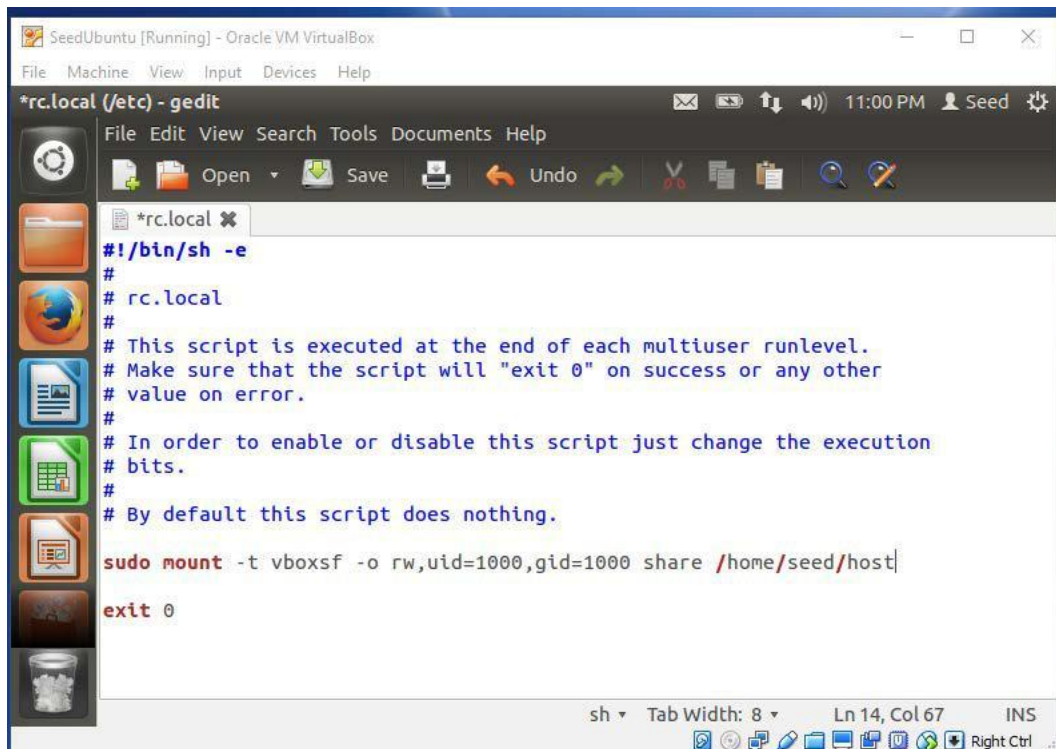 SeedUbuntu [Running] - Oracle VM VirtualBox
File Machine View Input Devices Help
*rc.local (/etc) - gedit 11:00 PM Seed
File Edit View Search Tools Documents Help
Open Save Undo
*rc.local
#!/bin/sh -e
#
# rc.local
#
# This script is executed at the end of each multiuser runlevel.
# Make sure that the script will "exit 0" on success or any other
# value on error.
#
# In order to enable or disable this script just change the execution
# bits.
#
# By default this script does nothing.
sudo mount -t vboxsf -o rw,uid=1000,gid=1000 share /home/seed/host
exit 0
sh Tab Width: 8 Ln 14, Col 67 INS
Right Ctrl